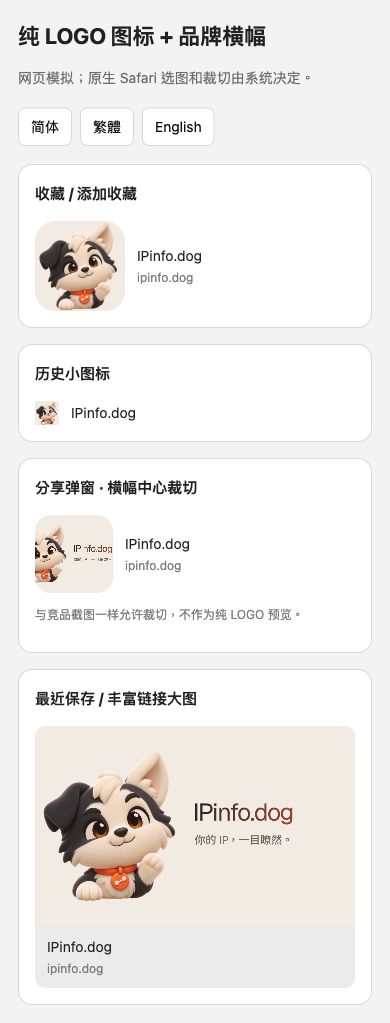 纯 LOGO 图标 + 品牌横幅
网页模�；原生 Safari 选图和裁切由系统决定。
简体
繁體
English
收藏 / 添加收藏
IPinfo.dog
ipinfo.dog
历史小图标
IPinfo.dog
分享弹窗 · 横幅中心裁切
IPinfo.dog
IPinfo.dog
ipinfo.dog
与竞品截图一样允许裁切，不作为纯 LOGO 预览。
最近保存 / 丰富链接大图
IPinfo.dog
你的 IP，一目瞭然。
IPinfo.dog
ipinfo.dog